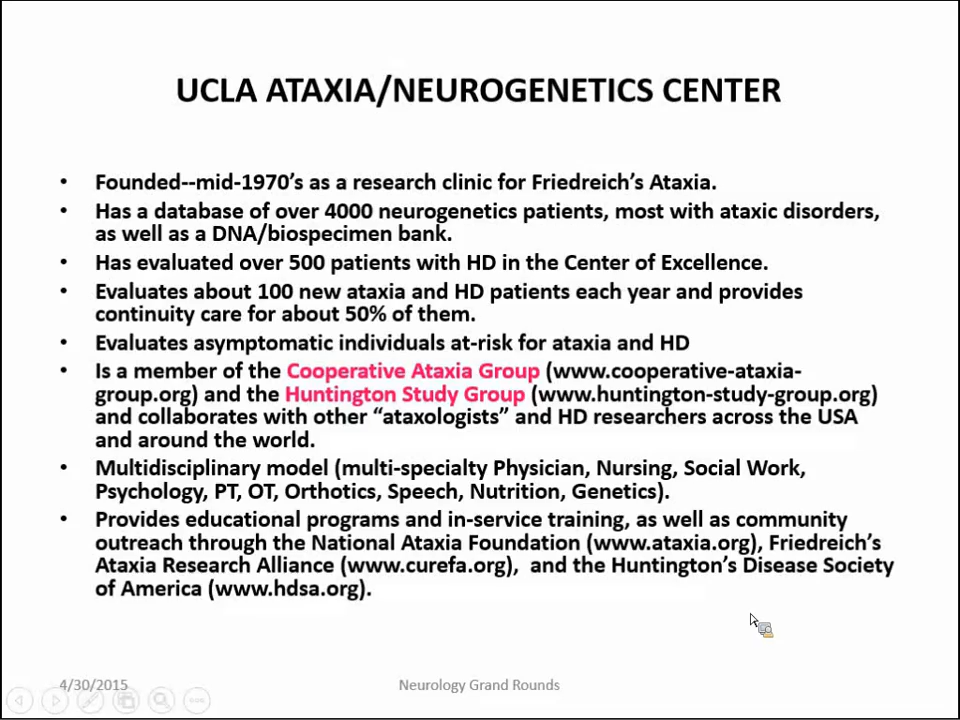 UCLA ATAXIA/NEUROGENETICS CENTER
• Founded--mid-1970’s as a research clinic for Friedreich’s Ataxia.
• Has a database of over 4000 neurogenetics patients, most with ataxic disorders,
as well as a DNA/biospecimen bank.
• Has evaluated over 500 patients with HD in the Center of Excellence.
• Evaluates about 100 new ataxia and HD patients each year and provides
continuity care for about 50% of them.
• Evaluates asymptomatic individuals at-risk for ataxia and HD
• Is a member of the Cooperative Ataxia Group (www.cooperative-ataxia-
group.org) and the Huntington Study Group (www.huntington-study-group.org)
and collaborates with other “ataxologists” and HD researchers across the USA
and around the world.
• Multidisciplinary model (multi-specialty Physician, Nursing, Social Work,
Psychology, PT, OT, Orthotics, Speech, Nutrition, Genetics).
• Provides educational programs and in-service training, as well as community
outreach through the National Ataxia Foundation (www.ataxia.org), Friedreich’s
Ataxia Research Alliance (www.curefa.org),  and the Huntington’s Disease Society
of America (www.hdsa.org).
4/30/2015
Neurology Grand Rounds